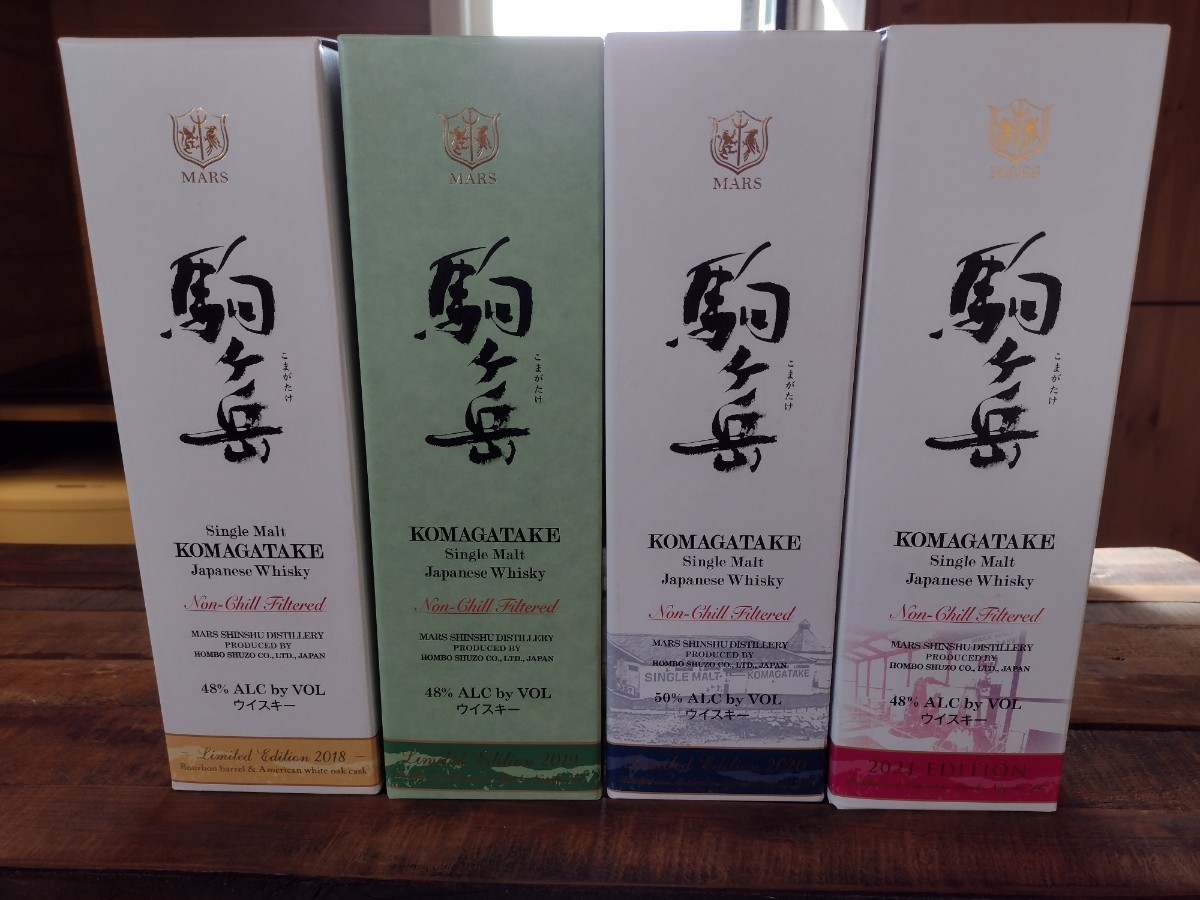 MARS
駒ヶ岳
こまがたけ
Single Malt
KOMAGATAKE
Japanese Whisky
Non-Chill Filtered
MARS SHINSHU DISTILLERY
PRODUCED BY
HOMBO SHUZO CO., LTD., JAPAN
48% ALC by VOL
ウイスキー
Limited Edition 2018
Bourbon barrel & American white oak cask
MARS
駒ヶ岳
こまがたけ
KOMAGATAKE
Single Malt
Japanese Whisky
Non-Chill Filtered
MARS SHINSHU DISTILLERY
PRODUCED BY
HOMBO SHUZO CO., LTD., JAPAN
48% ALC by VOL
ウイスキー
Limited Edition 2019
MARS
駒ヶ岳
こまがたけ
KOMAGATAKE
Single Malt
Japanese Whisky
Non-Chill Filtered
MARS SHINSHU DISTILLERY
PRODUCED BY
HOMBO SHUZO CO., LTD., JAPAN
SINGLE MALT KOMAGATAKE
50% ALC by VOL
ウイスキー
Limited Edition 2020
MARS
駒ヶ岳
こまがたけ
KOMAGATAKE
Single Malt
Japanese Whisky
Non-Chill Filtered
MARS SHINSHU DISTILLERY
PRODUCED BY
HOMBO SHUZO CO., LTD., JAPAN
48% ALC by VOL
ウイスキー
2021 EDITION